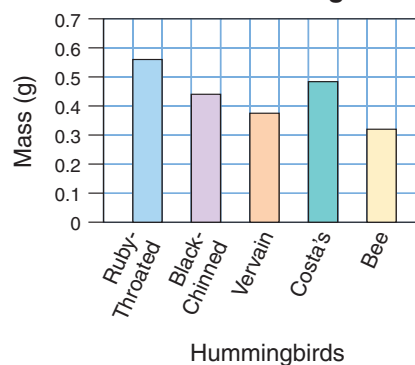 0.7
0.6
0.5
0.4
0.3
0.2
0.1
0
Mass (g)
Ruby-
Throated
Black-
Chinned
Vervain
Costa's
Bee
Hummingbirds